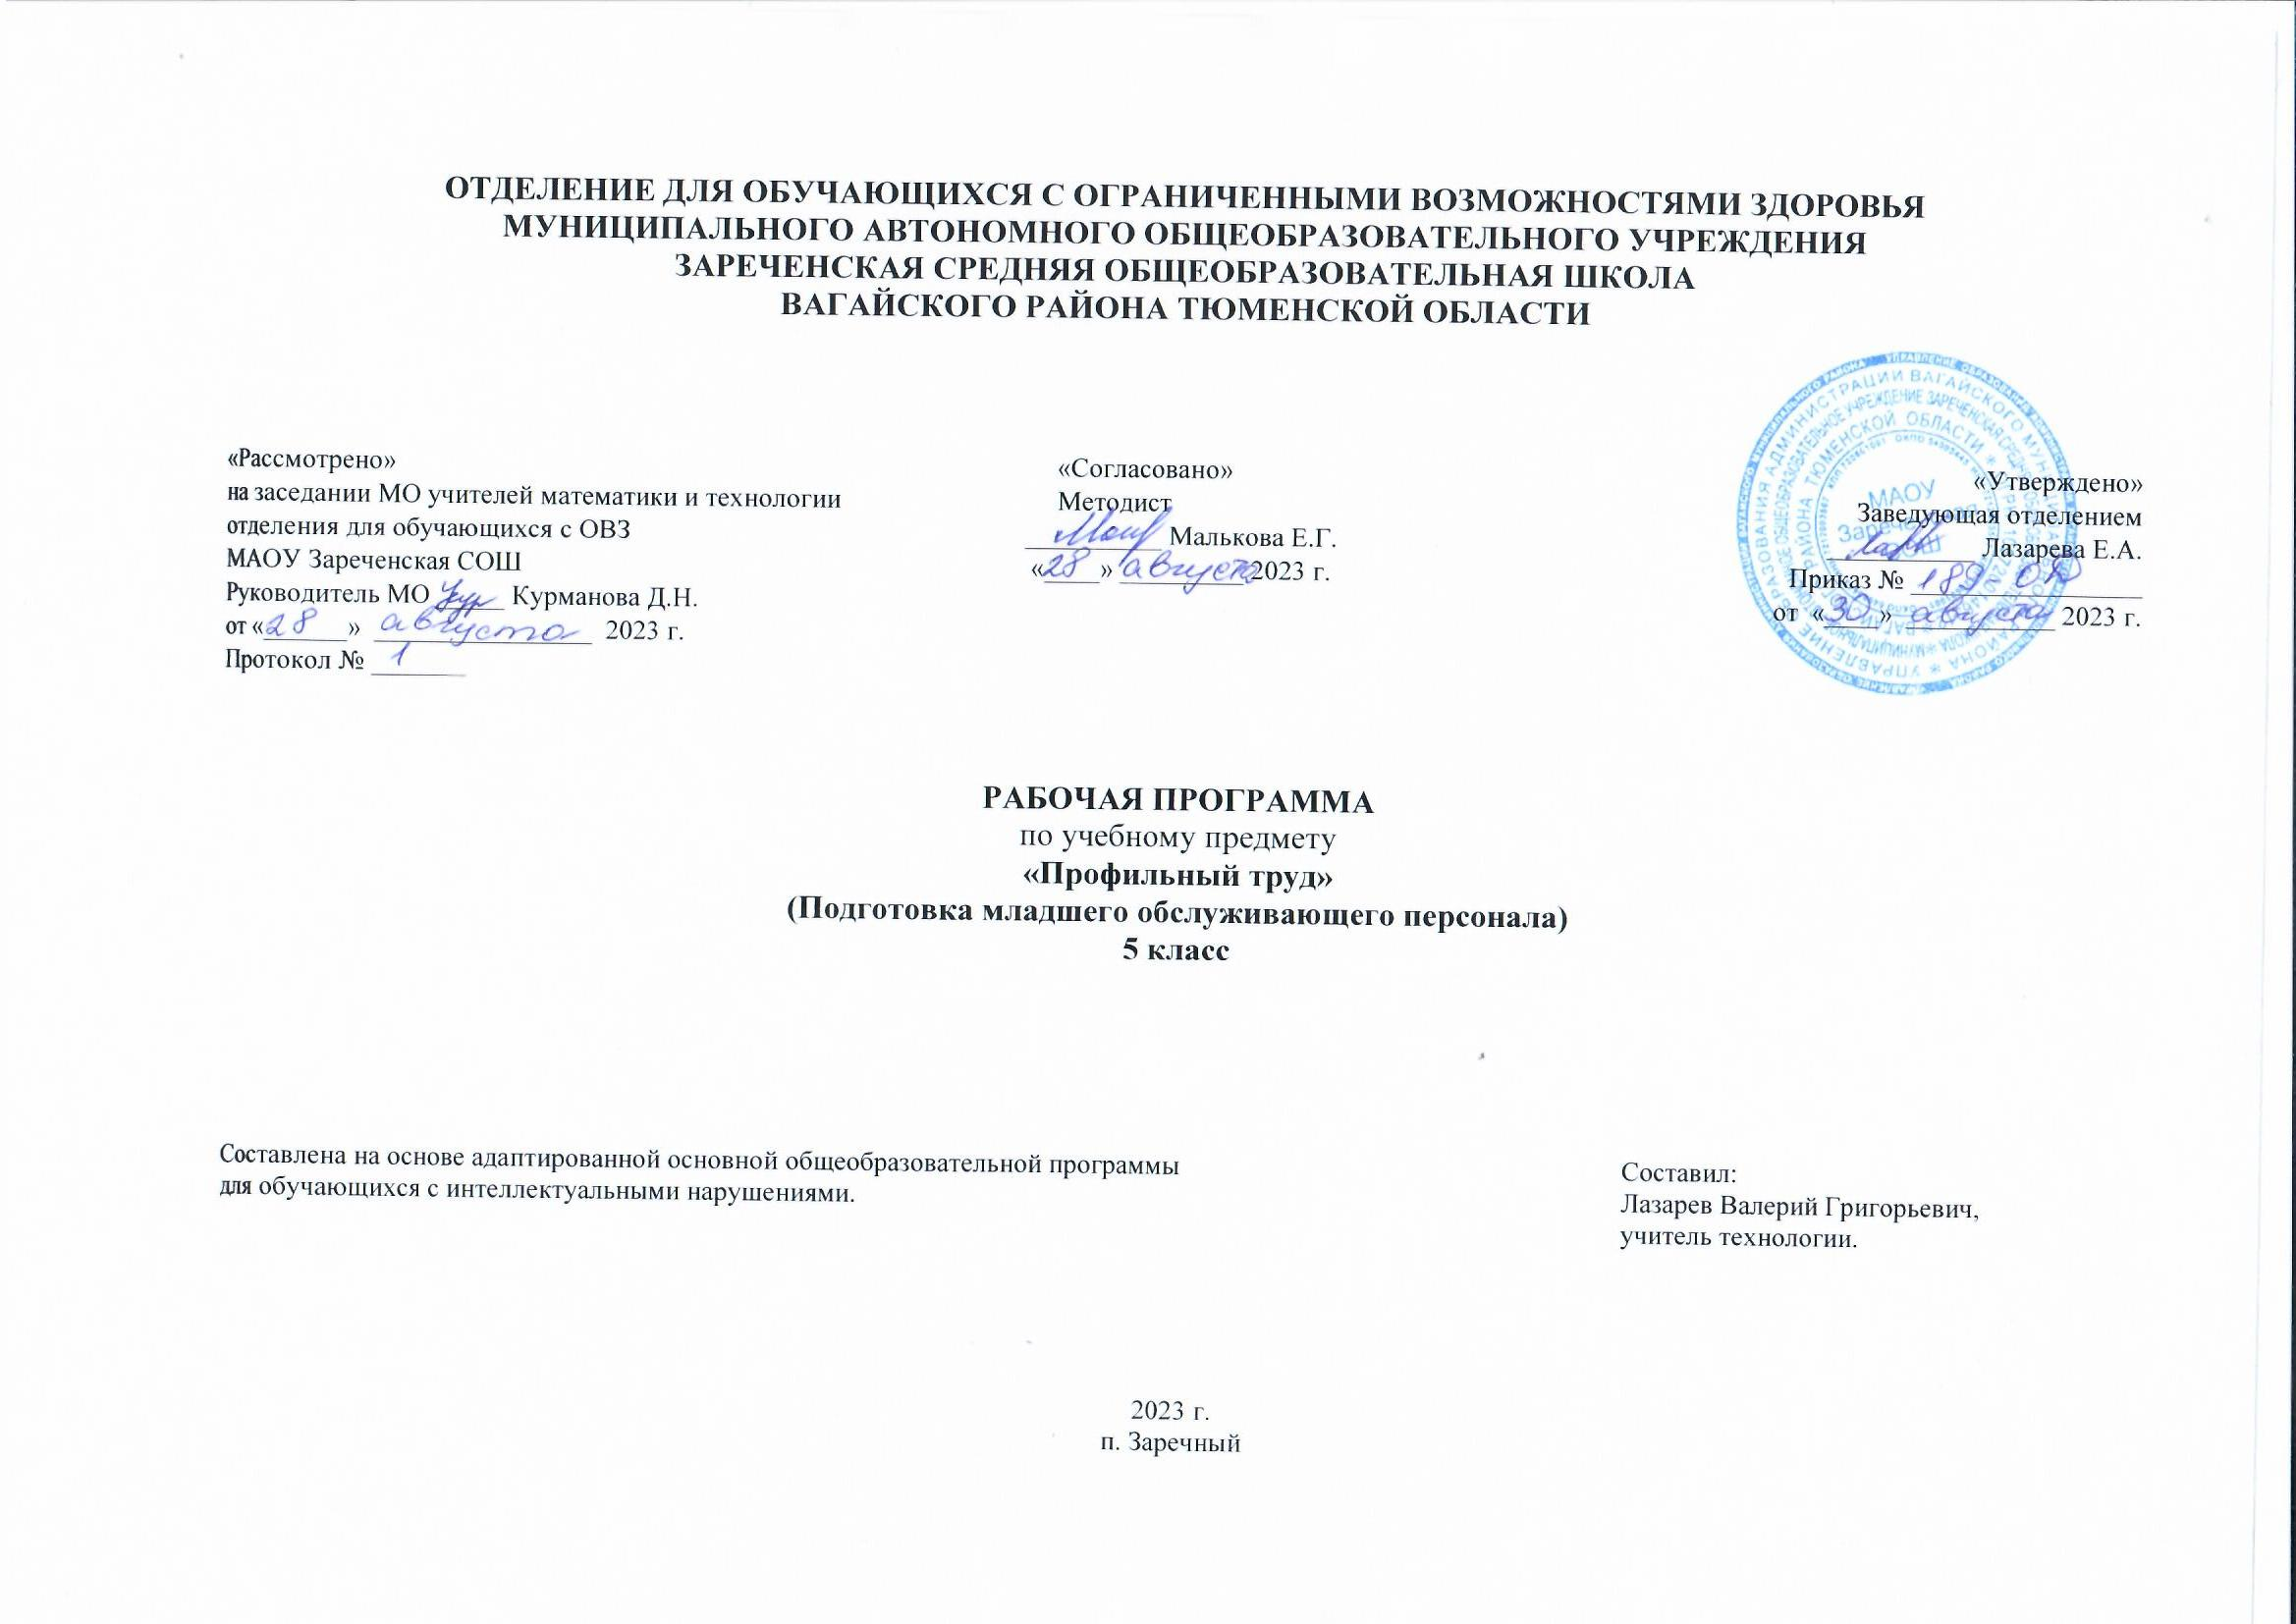 ОТДЕЛЕНИЕ ДЛЯ ОБУЧАЮЩИХСЯ С ОГРАНИЧЕННЫМИ ВОЗМОЖНОСТЯМИ ЗДОРОВЬЯ
МУНИЦИПАЛЬНОГО АВТОНОМНОГО ОБЩЕОБРАЗОВАТЕЛЬНОГО УЧРЕЖДЕНИЯ
ЗАРЕЧЕНСКАЯ СРЕДНЯЯ ОБЩЕОБРАЗОВАТЕЛЬНАЯ ШКОЛА
ВАГАЙСКОГО РАЙОНА ТЮМЕНСКОЙ ОБЛАСТИ
«Рассмотрено»
на заседании МО учителей математики и технологии
отделения для обучающихся с ОВЗ
МАОУ Зареченская СОШ
Руководитель МО ____ Курманова Д.Н.
от «28» августа 2023 г.
Протокол № 1
«Согласовано»
Методист
Малькова Е.Г.
«28» августа 2023 г.
«Утверждено»
Заведующая отделением
Лазарева Е.А.
Приказ № 189 ОД
от «30» августа 2023 г.
МАОУ
Зареченская
СОШ
РАБОЧАЯ ПРОГРАММА
по учебному предмету
«Профильный труд»
(Подготовка младшего обслуживающего персонала)
5 класс
Составлена на основе адаптированной основной общеобразовательной программы
для обучающихся с интеллектуальными нарушениями.
Составил:
Лазарев Валерий Григорьевич,
учитель технологии.
2023 г.
п. Заречный